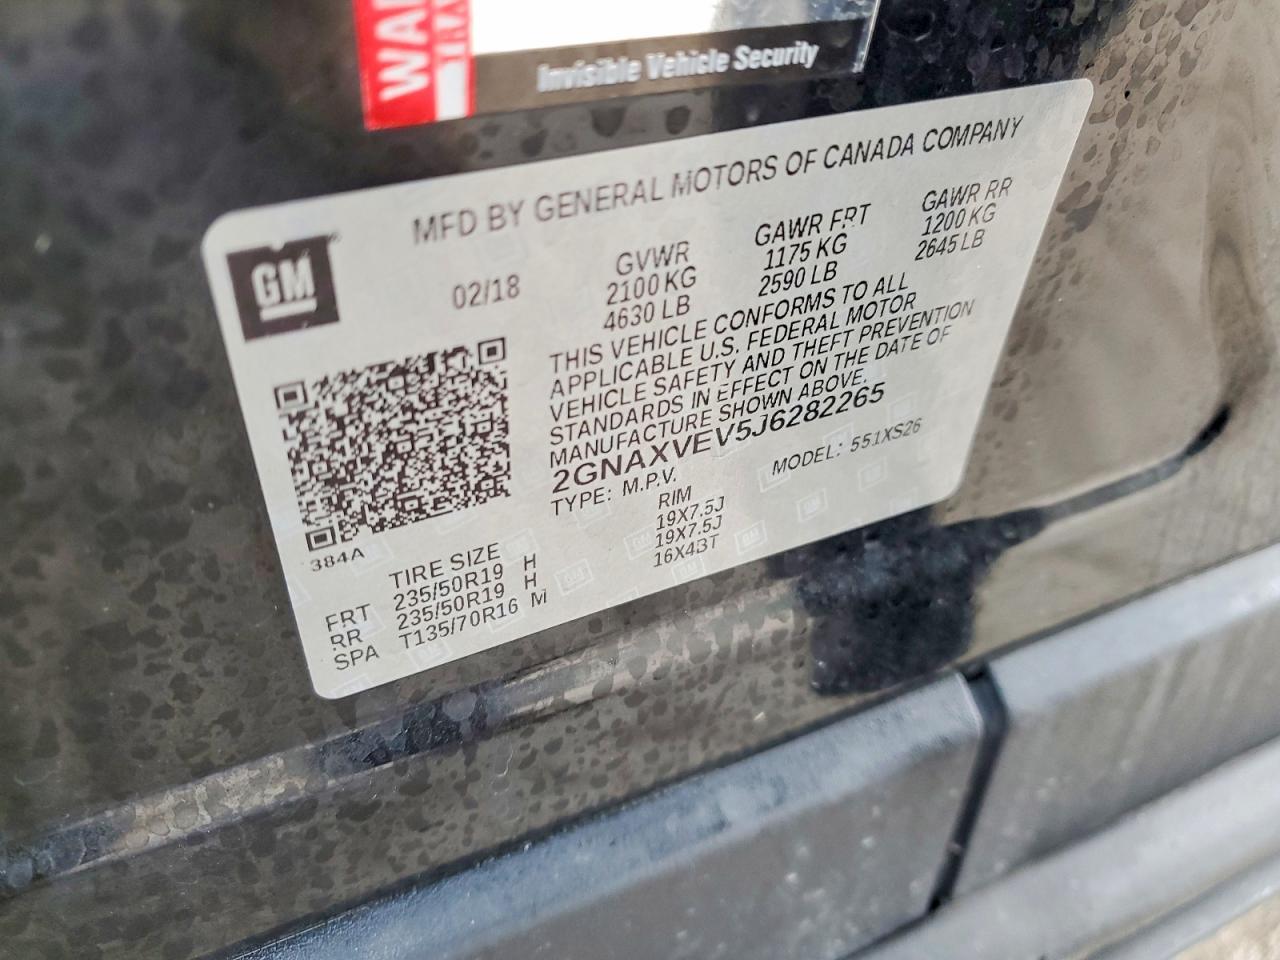 WAR
Invisible Vehicle Security
MFD BY GENERAL MOTORS OF CANADA COMPANY
GM
02/18
GVWR
2100 KG
4630 LB
GAWR FRT
1175 KG
2590 LB
GAWR RR
1200 KG
2645 LB
THIS VEHICLE CONFORMS TO ALL
APPLICABLE U.S. FEDERAL MOTOR
VEHICLE SAFETY AND THEFT PREVENTION
STANDARDS IN EFFECT ON THE DATE OF
MANUFACTURE SHOWN ABOVE.
2GNAXVEV5J6282265
TYPE: M.P.V.
MODEL: 551XS26
384A
TIRE SIZE RIM
FRT 235/50R19 H 19X7.5J
RR 235/50R19 H 19X7.5J
SPA T135/70R16 M 16X4BT